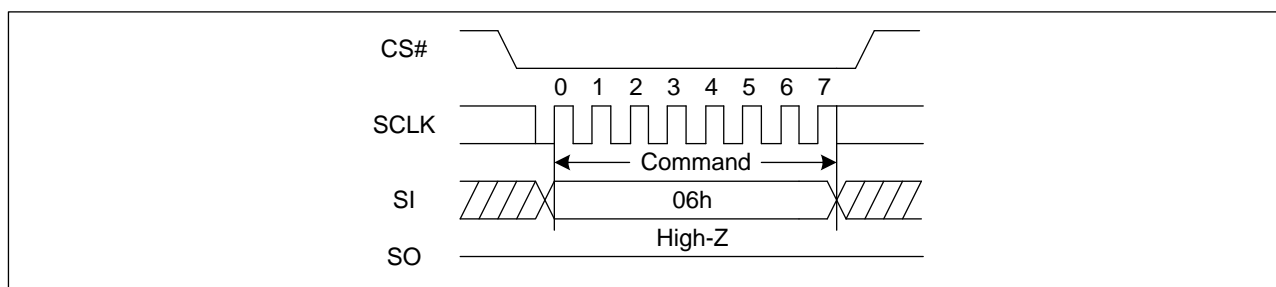 CS#
0 1 2 3 4 5 6 7
SCLK
Command
SI
06h
High-Z
SO